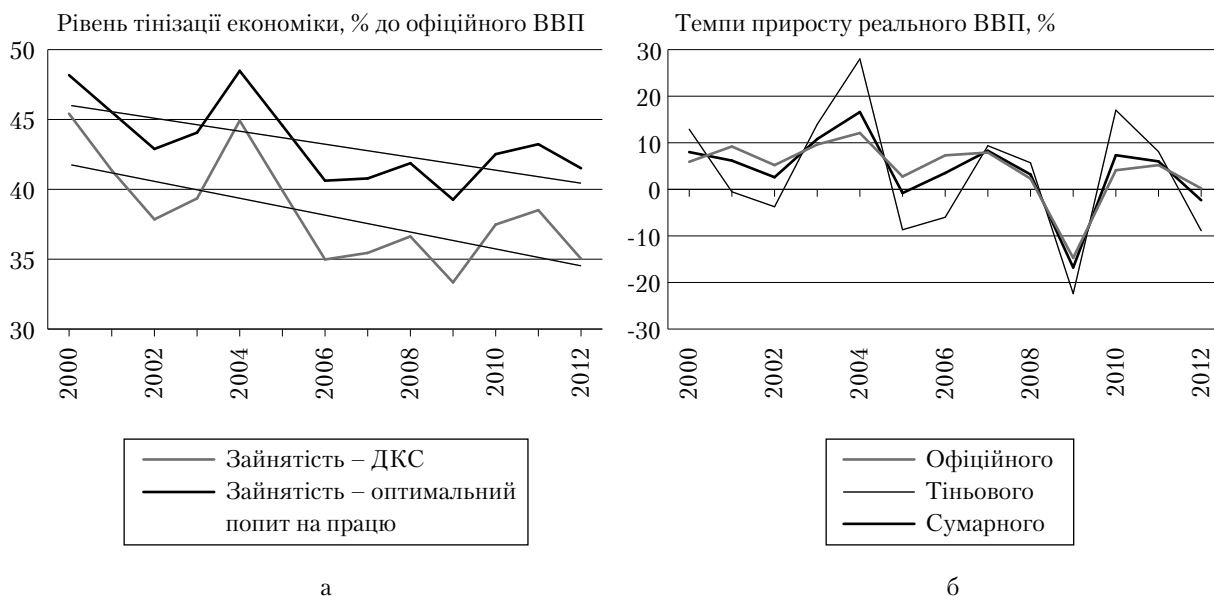 Рівень тінізації економіки, % до офіційного ВВП
50
45
40
35
30
2000
2002
2004
2006
2008
2010
2012
Зайнятість – ДКС
Зайнятість – оптимальний
попит на працю
а
Темпи приросту реального ВВП, %
30
20
10
0
-10
-20
-30
2000
2002
2004
2006
2008
2010
2012
Офіційного
Тіньового
Сумарного
б